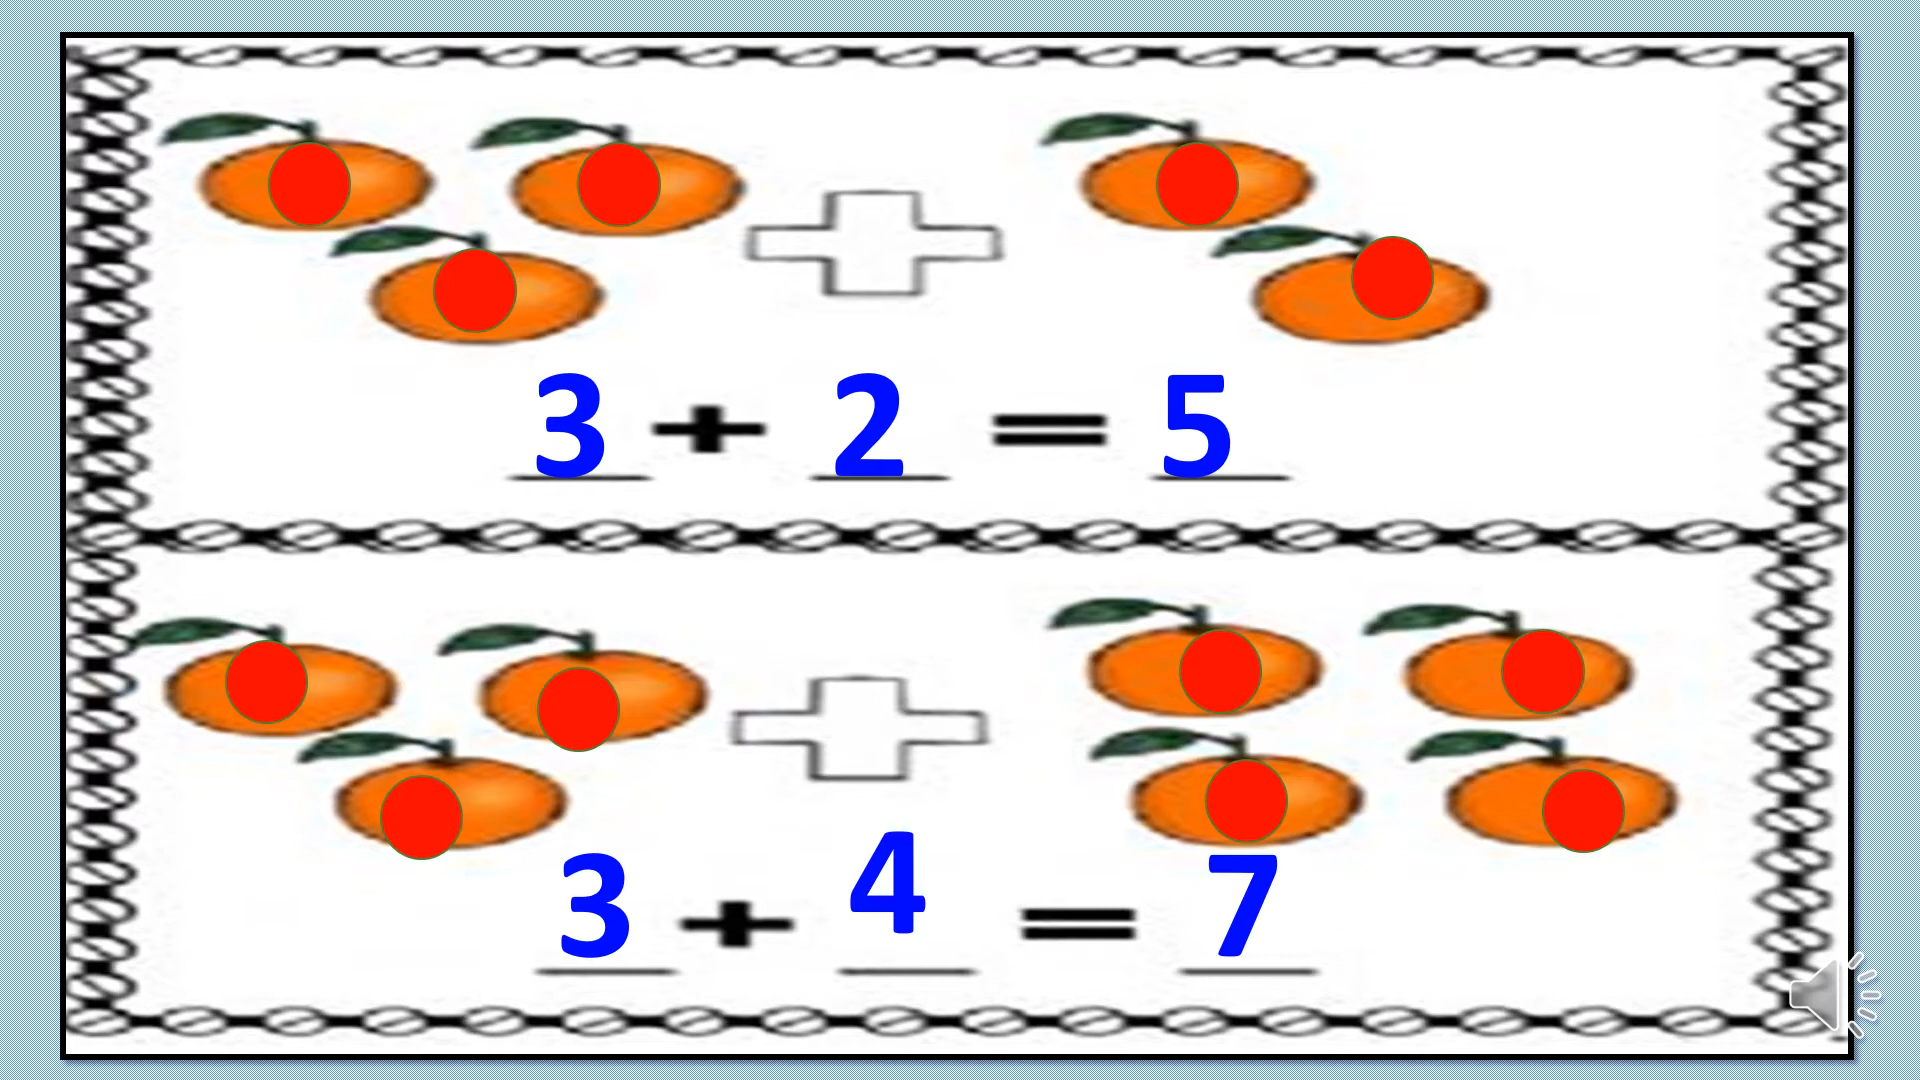 3 + 2 = 5
3 + 4 = 7